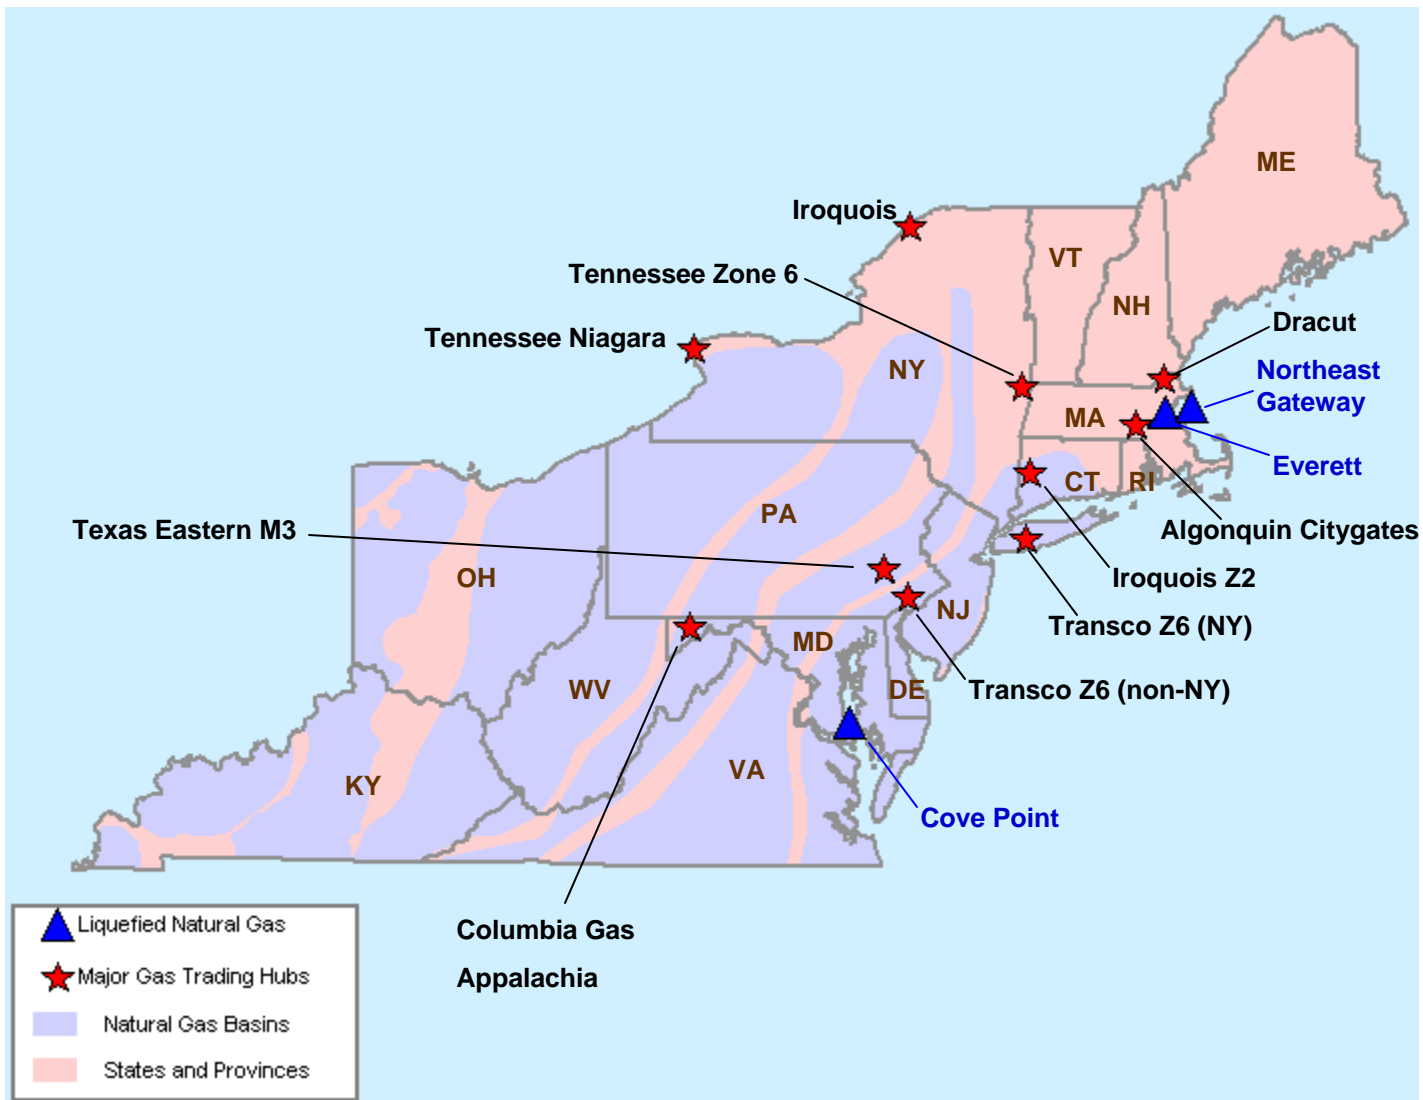 ME
Iroquois
VT
Tennessee Zone 6
NH
Dracut
Tennessee Niagara
NY
Northeast
Gateway
MA
Everett
CT
RI
PA
Texas Eastern M3
Algonquin Citygates
OH
Iroquois Z2
NJ
Transco Z6 (NY)
MD
WV
DE
Transco Z6 (non-NY)
VA
KY
Cove Point
Columbia Gas
Appalachia
Liquefied Natural Gas
Major Gas Trading Hubs
Natural Gas Basins
States and Provinces